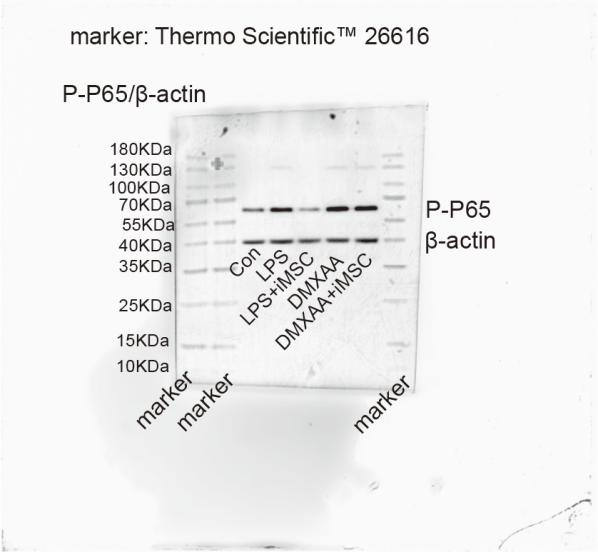 marker: Thermo Scientific™ 26616
P-P65/β-actin
180KDa
130KDa
100KDa
70KDa
55KDa
40KDa
35KDa
25KDa
15KDa
10KDa
P-P65
β-actin
Con
LPS
LPS+iMSC
DMXAA
DMXAA+iMSC
marker
marker
marker